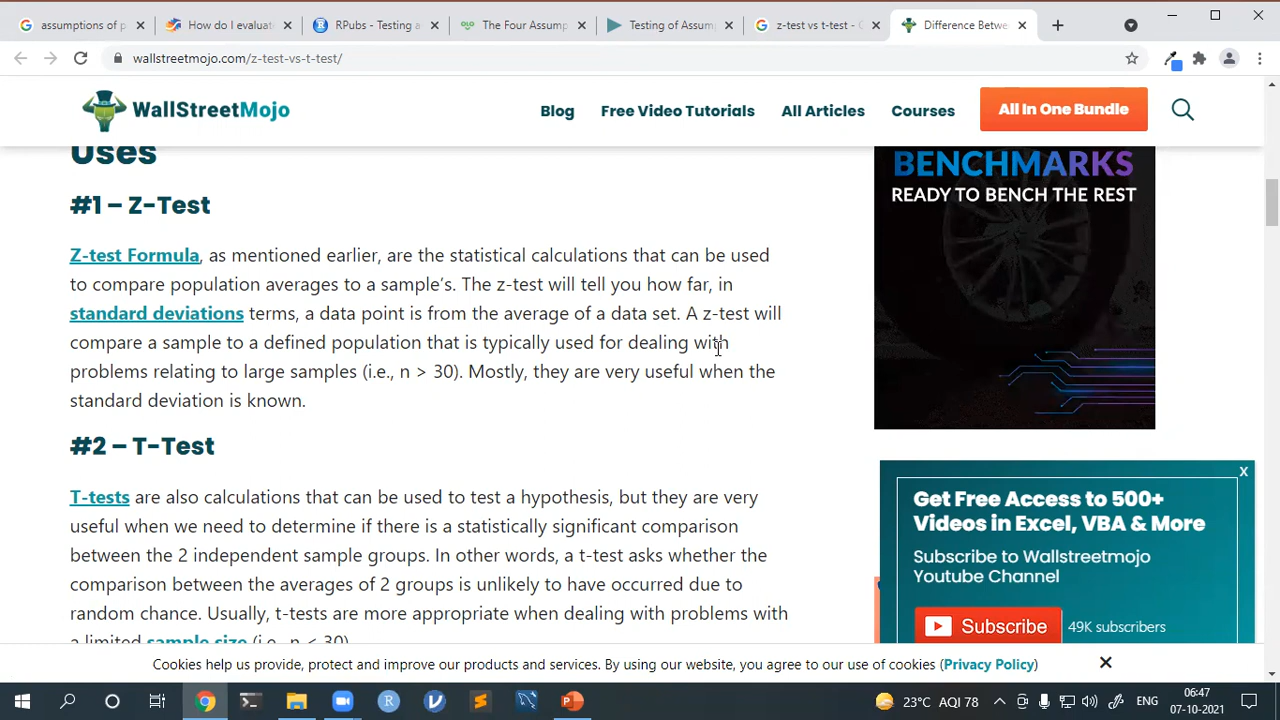 assumptions of p
How do I evaluat
RPubs - Testing a
The Four Assump
Testing of Assum
z-test vs t-test - G
Difference Betwe
wallstreetmojo.com/z-test-vs-t-test/
WallStreetMojo
Blog
Free Video Tutorials
All Articles
Courses
All In One Bundle
Uses
#1 – Z-Test
Z-test Formula, as mentioned earlier, are the statistical calculations that can be used
to compare population averages to a sample’s. The z-test will tell you how far, in
standard deviations terms, a data point is from the average of a data set. A z-test will
compare a sample to a defined population that is typically used for dealing with
problems relating to large samples (i.e., n > 30). Mostly, they are very useful when the
standard deviation is known.
#2 – T-Test
T-tests are also calculations that can be used to test a hypothesis, but they are very
useful when we need to determine if there is a statistically significant comparison
between the 2 independent sample groups. In other words, a t-test asks whether the
comparison between the averages of 2 groups is unlikely to have occurred due to
random chance. Usually, t-tests are more appropriate when dealing with problems with
a limited sample size (i.e., n < 30).
BENCHMARKS
READY TO BENCH THE REST
X
Get Free Access to 500+
Videos in Excel, VBA & More
Subscribe to Wallstreetmojo
Youtube Channel
Subscribe
49K subscribers
Cookies help us provide, protect and improve our products and services. By using our website, you agree to our use of cookies (Privacy Policy)
23°C AQI 78
ENG
06:47
07-10-2021